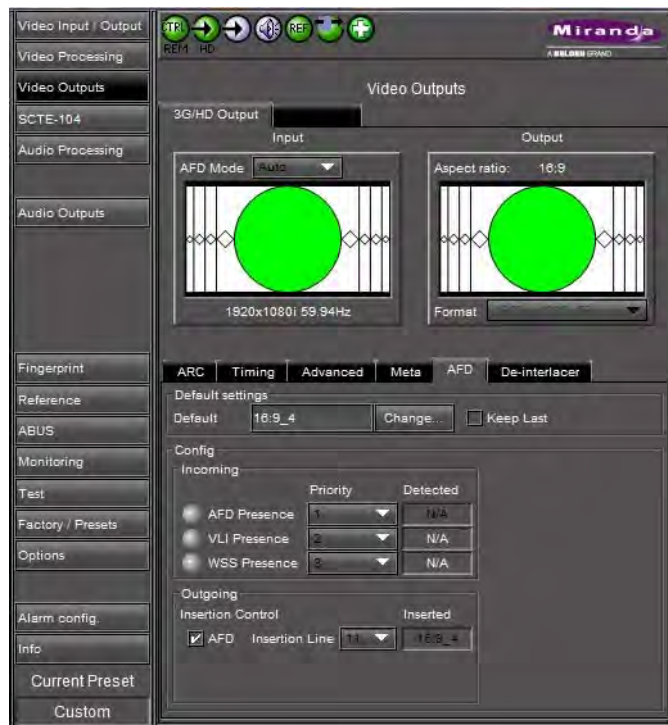 Video Input / Output
Video Processing
Video Outputs
SCTE-104
Audio Processing
Audio Outputs
Fingerprint
Reference
ABUS
Monitoring
Test
Factory / Presets
Options
Alarm config.
Info
Current Preset
Custom
CTRL
REF
REM HD
Miranda
A BELDEN BRAND
Video Outputs
3G/HD Output
Input
Output
AFD Mode Auto
Aspect ratio: 16:9
1920x1080i 59.94Hz
Format
ARC Timing Advanced Meta AFD De-interlacer
Default settings
Default 16:9_4 Change... Keep Last
Config
Incoming
Priority Detected
AFD Presence 1 N/A
VLI Presence 2 N/A
WSS Presence 3 N/A
Outgoing
Insertion Control Inserted
AFD Insertion Line 11 16:9_4